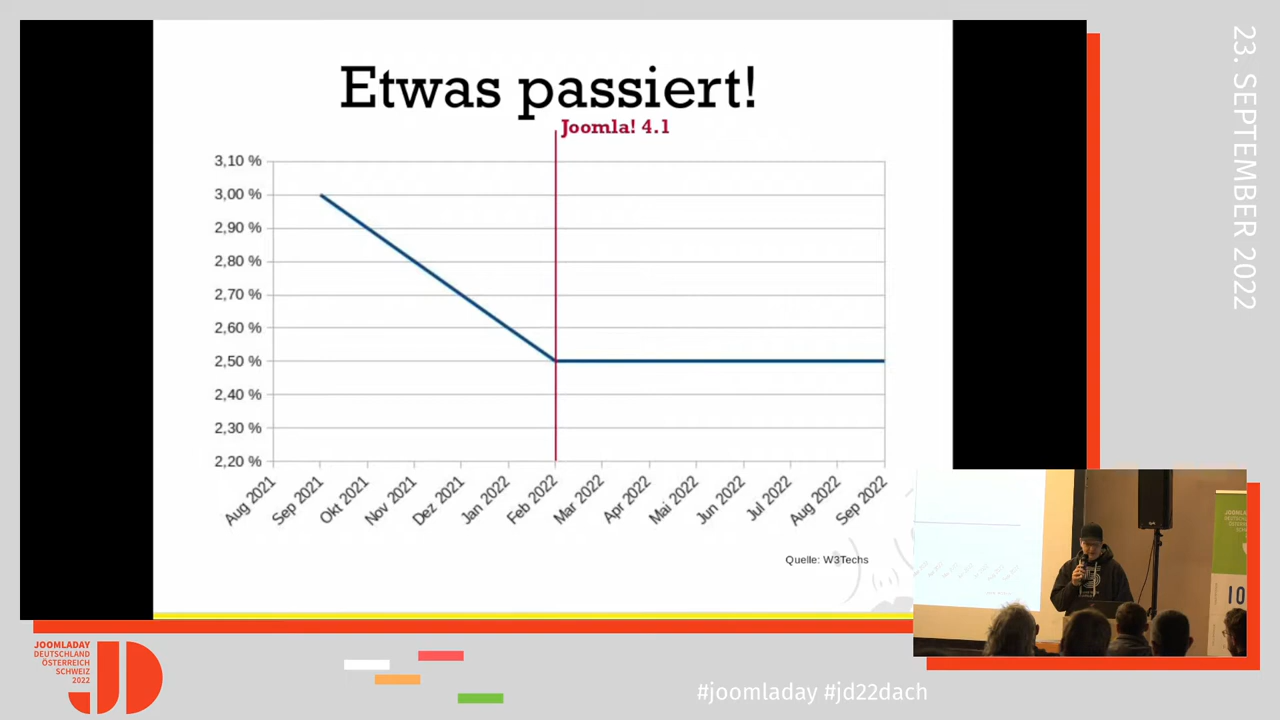 Etwas passiert!
Joomla! 4.1
3,10 %
3,00 %
2,90 %
2,80 %
2,70 %
2,60 %
2,50 %
2,40 %
2,30 %
2,20 %
Aug 2021
Sep 2021
Okt 2021
Nov 2021
Dez 2021
Jan 2022
Feb 2022
Mar 2022
Apr 2022
Mai 2022
Jun 2022
Jul 2022
Aug 2022
Sep 2022
Quelle: W3Techs
23. SEPTEMBER 2022
10
JOOMLADAY
DEUTSCHLAND
ÖSTERREICH
SCHWEIZ
2022
JD
#joomladay #jd22dach